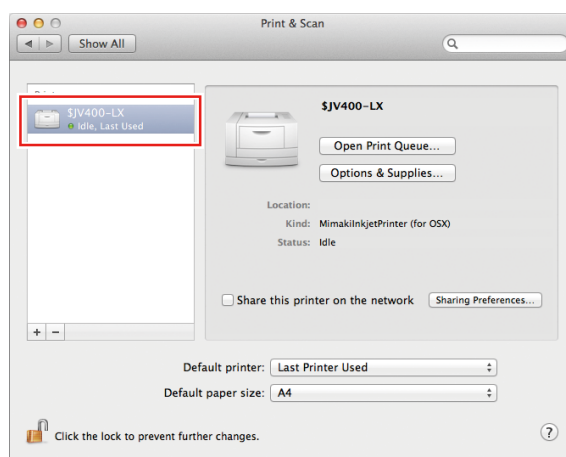 Print & Scan
Show All
$JV400-LX
Idle, Last Used
$JV400-LX
Open Print Queue...
Options & Supplies...
Location:
Kind: MimakiInkjetPrinter (for OSX)
Status: Idle
Share this printer on the network Sharing Preferences...
+ −
Default printer: Last Printer Used
Default paper size: A4
Click the lock to prevent further changes.
?